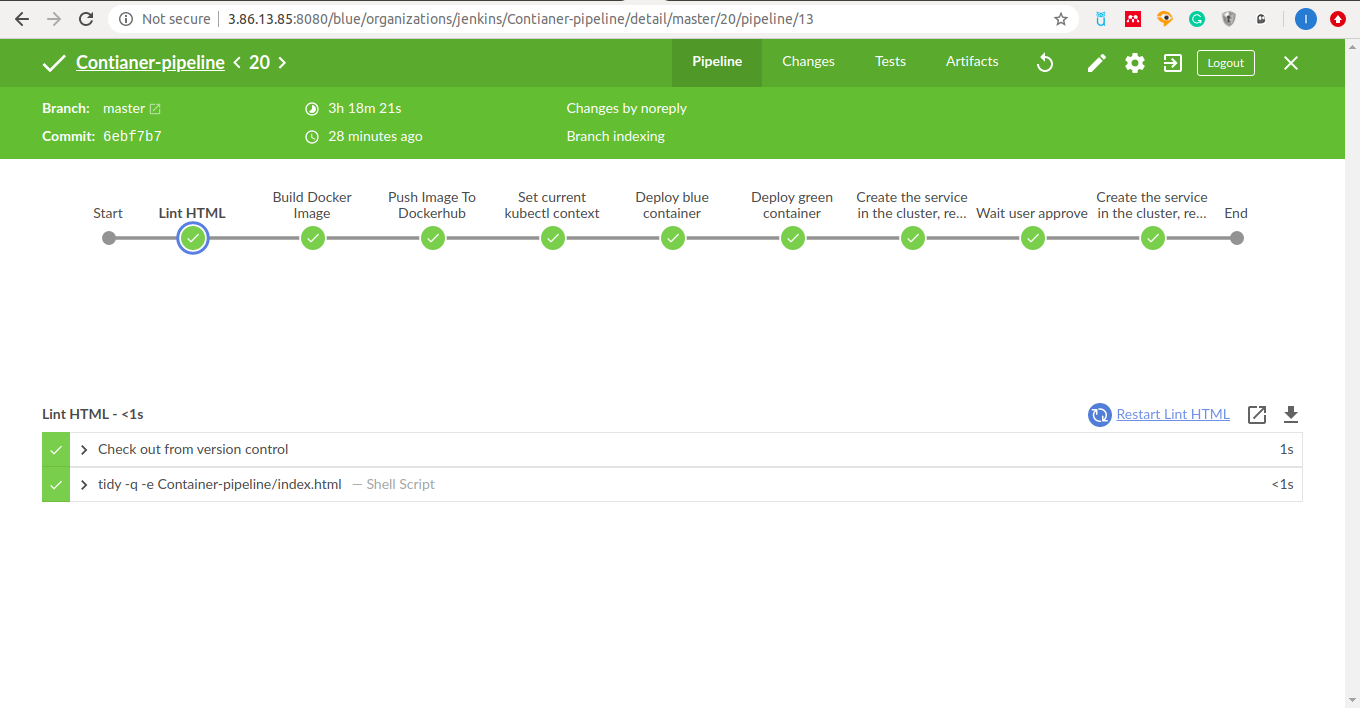 Not secure | 3.86.13.85:8080/blue/organizations/jenkins/Contianer-pipeline/detail/master/20/pipeline/13
Contianer-pipeline < 20 > Pipeline Changes Tests Artifacts Logout
Branch: master 3h 18m 21s Changes by noreply
Commit: 6ebf7b7 28 minutes ago Branch indexing
Start
Lint HTML
Build Docker
Image
Push Image To
Dockerhub
Set current
kubectl context
Deploy blue
container
Deploy green
container
Create the service
in the cluster, re...
Wait user approve
Create the service
in the cluster, re...
End
Lint HTML - <1s Restart Lint HTML
Check out from version control 1s
tidy -q -e Container-pipeline/index.html — Shell Script <1s